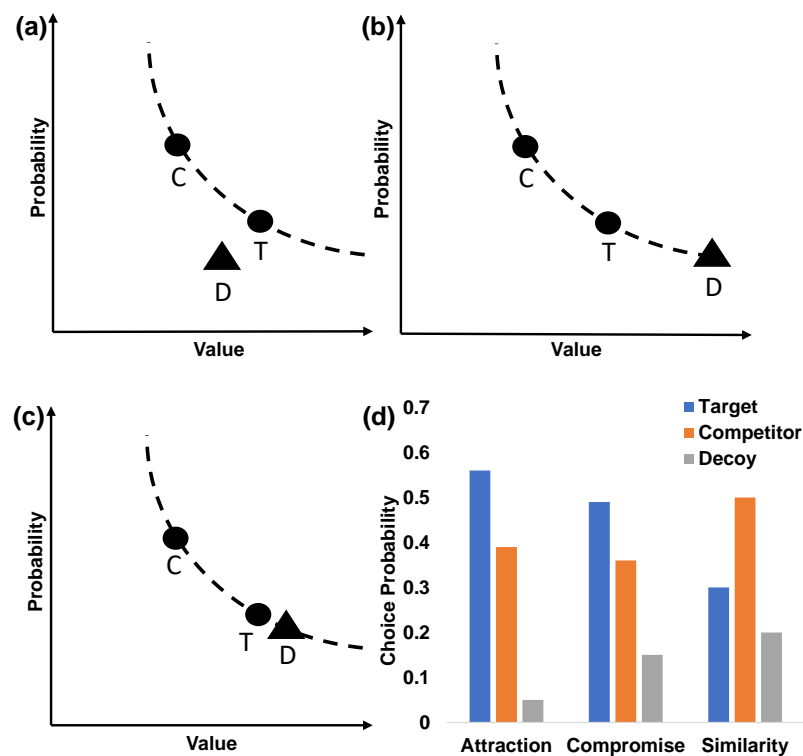 (a)
Probability
C
T
D
Value
(b)
Probability
C
T
D
Value
(c)
Probability
C
T
D
Value
(d)
Choice Probability
0.7
0.6
0.5
0.4
0.3
0.2
0.1
0
Target
Competitor
Decoy
Attraction
Compromise
Similarity